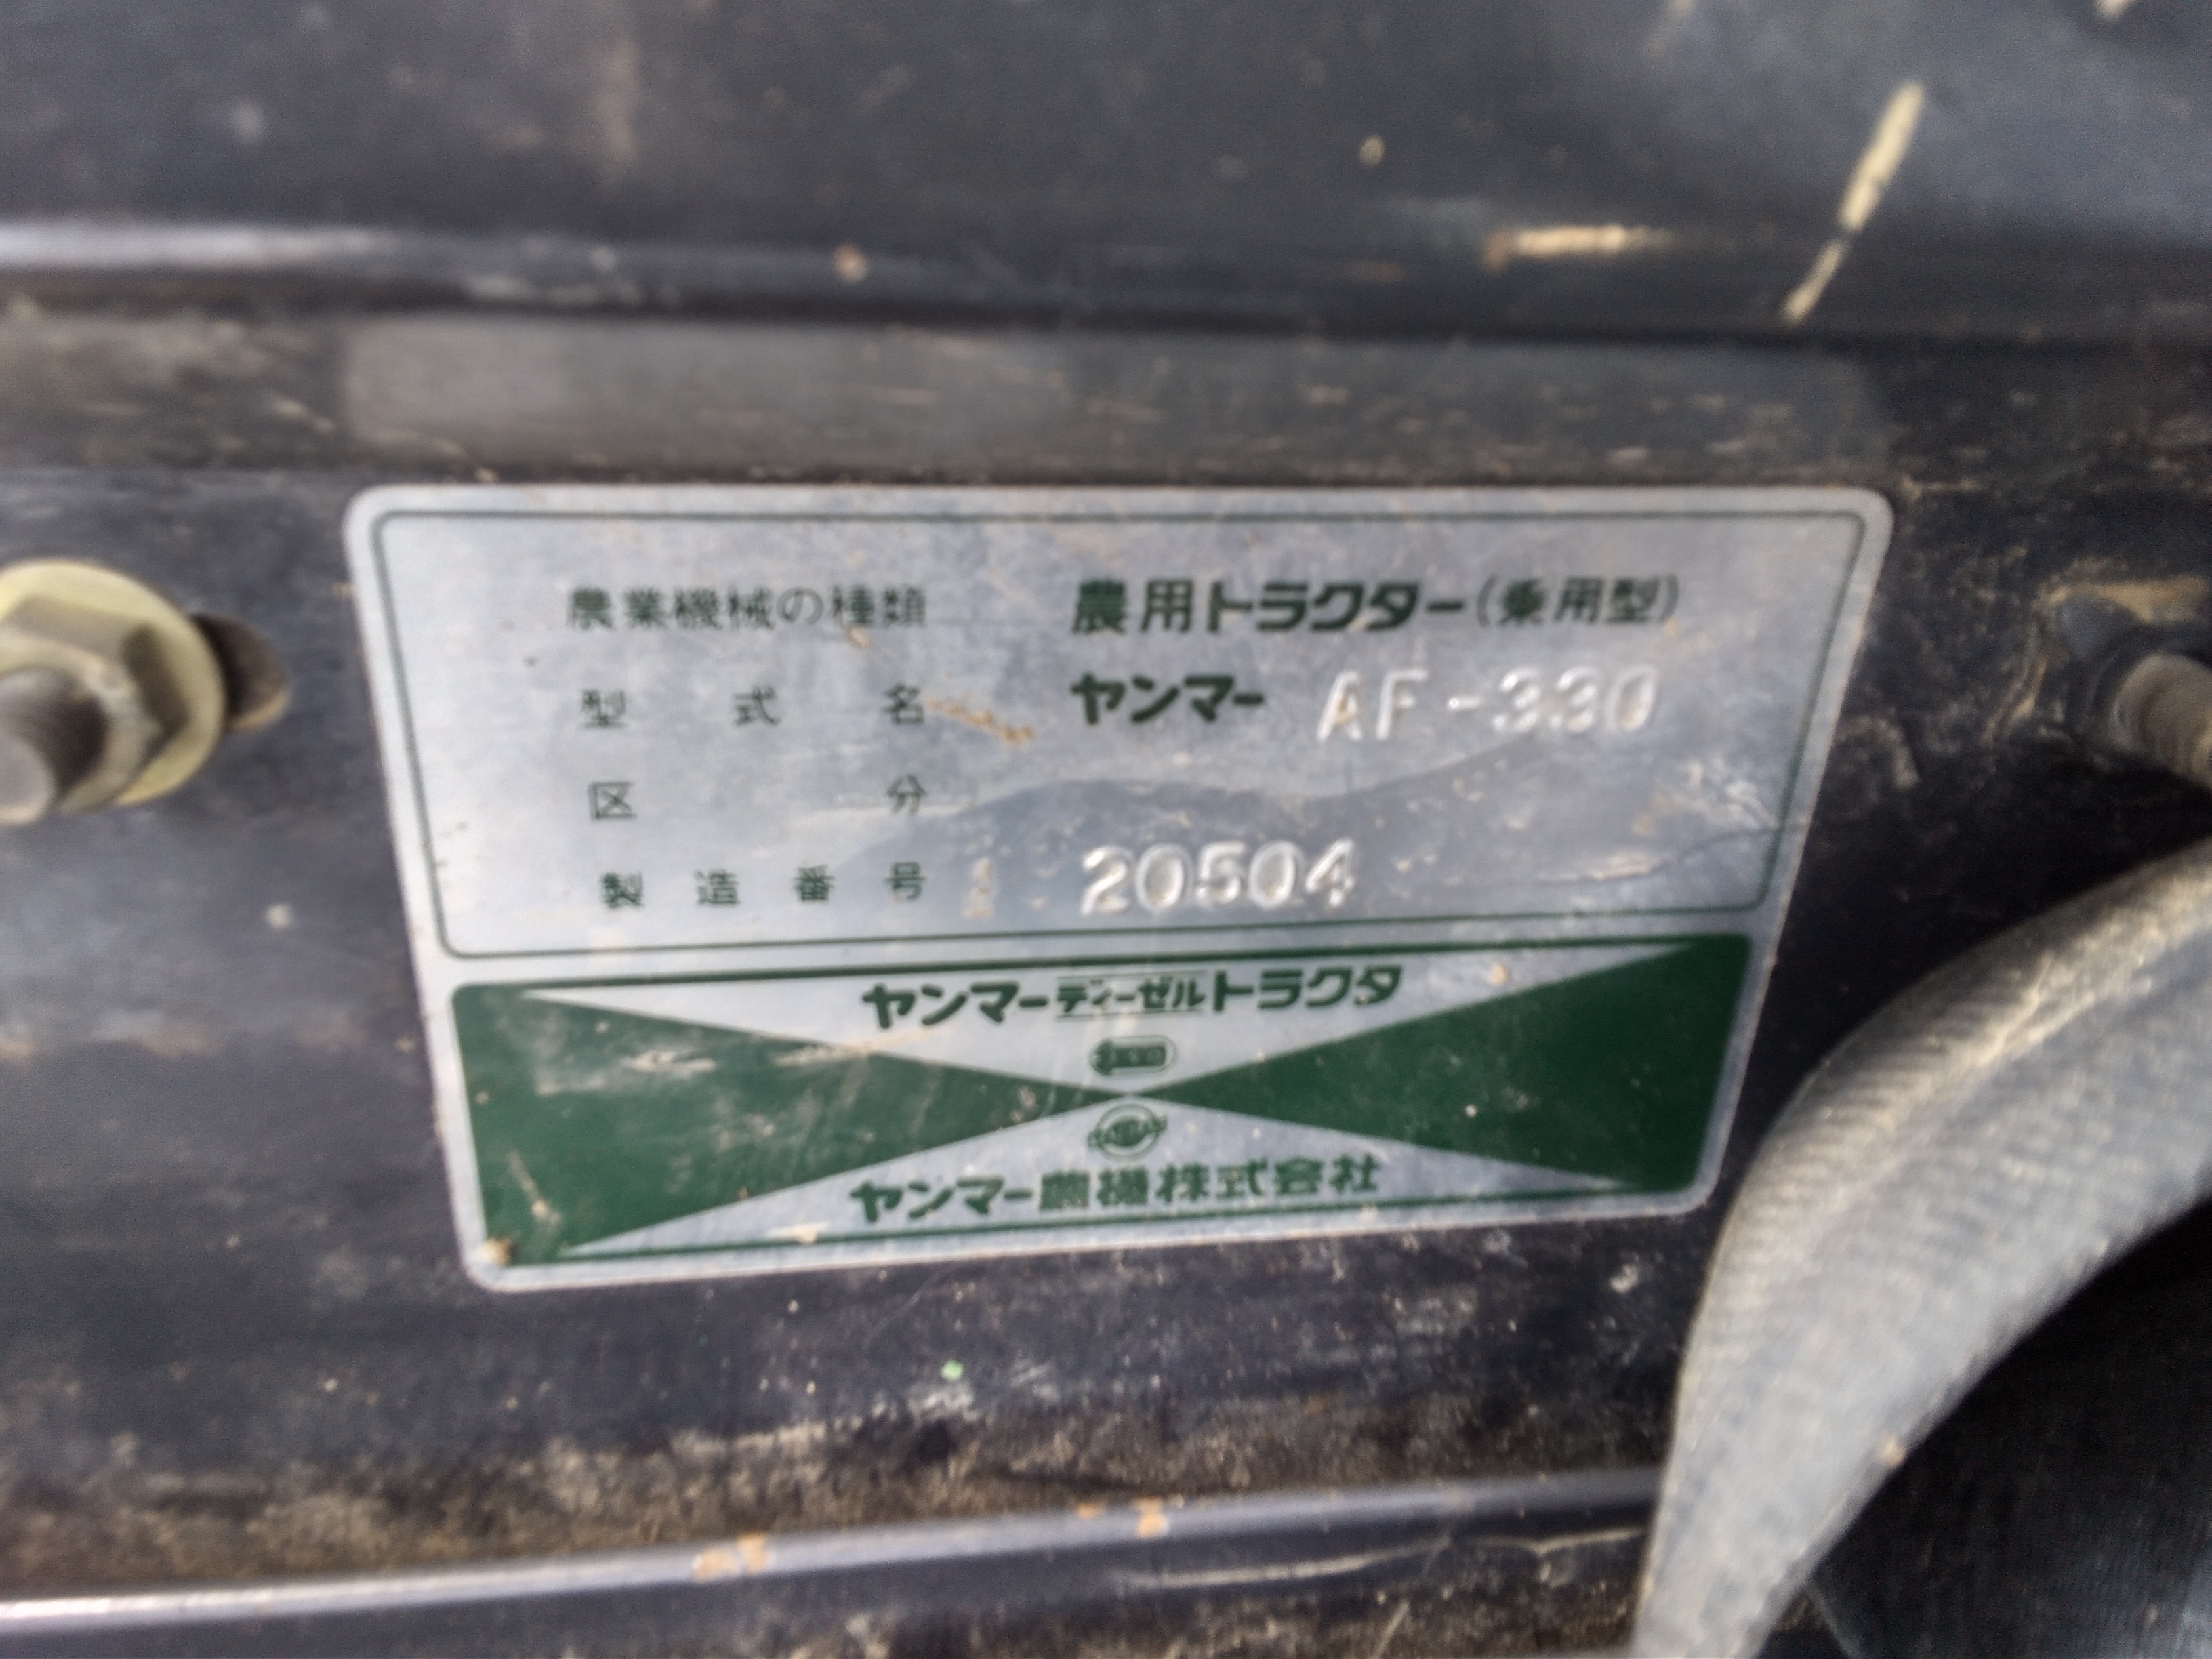 農業機械の種類 農用トラクター(乗用型)
型式名 ヤンマー AF-330
区分
製造番号 20504
ヤンマーディーゼルトラクタ
ヤンマー農機株式会社